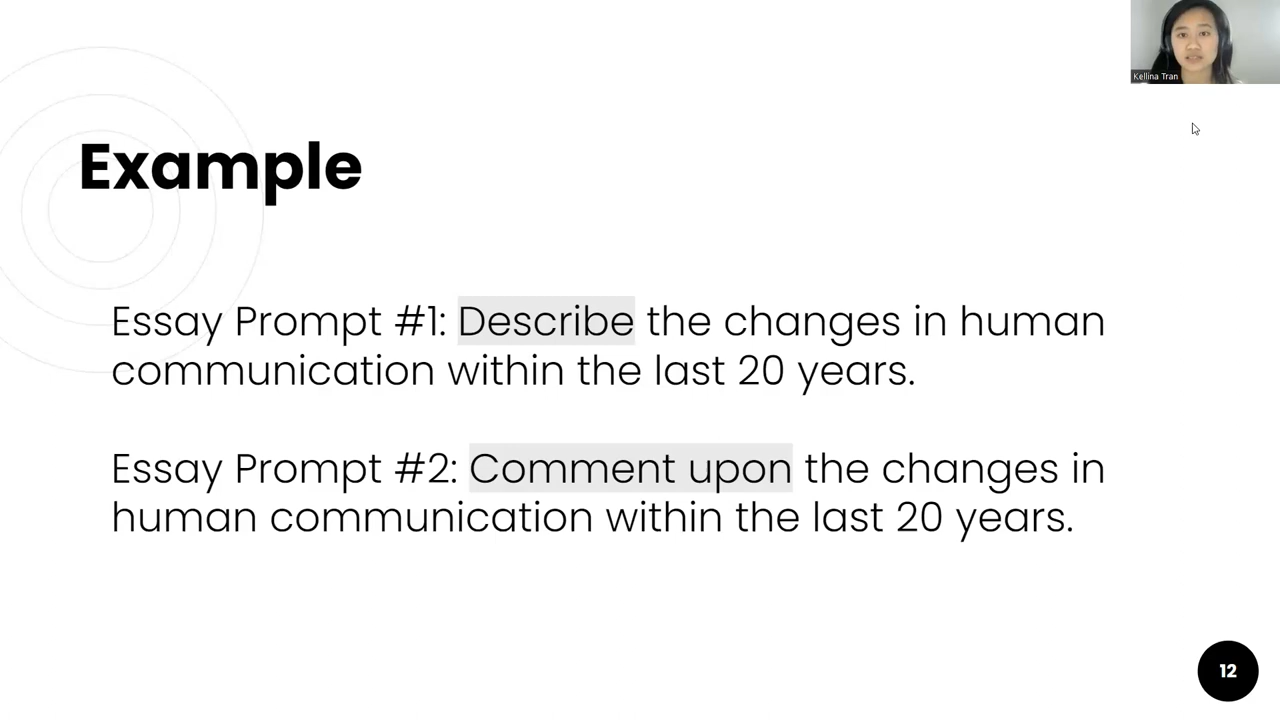 Kellina Tran
Example
Essay Prompt #1: Describe the changes in human
communication within the last 20 years.
Essay Prompt #2: Comment upon the changes in
human communication within the last 20 years.
12